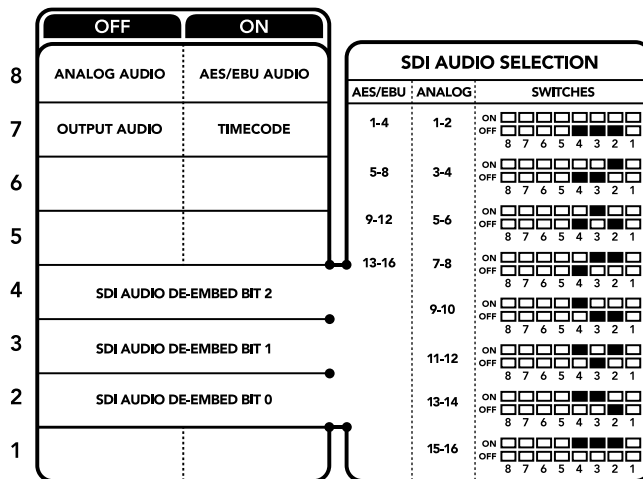 OFF ON
8 ANALOG AUDIO AES/EBU AUDIO
7 OUTPUT AUDIO TIMECODE
6
5
4 SDI AUDIO DE-EMBED BIT 2
3 SDI AUDIO DE-EMBED BIT 1
2 SDI AUDIO DE-EMBED BIT 0
1
SDI AUDIO SELECTION
AES/EBU ANALOG SWITCHES
1-4 1-2 ON
OFF
8 7 6 5 4 3 2 1
5-8 3-4 ON
OFF
8 7 6 5 4 3 2 1
9-12 5-6 ON
OFF
8 7 6 5 4 3 2 1
13-16 7-8 ON
OFF
8 7 6 5 4 3 2 1
9-10 ON
OFF
8 7 6 5 4 3 2 1
11-12 ON
OFF
8 7 6 5 4 3 2 1
13-14 ON
OFF
8 7 6 5 4 3 2 1
15-16 ON
OFF
8 7 6 5 4 3 2 1